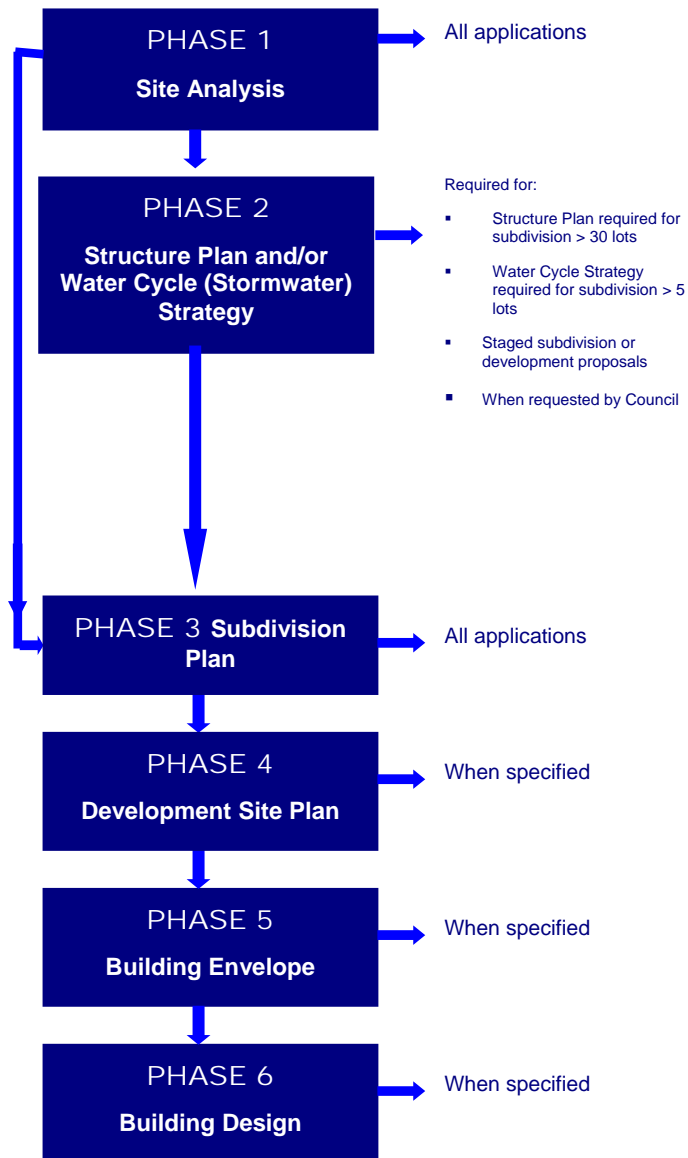 PHASE 1
All applications
Site Analysis
PHASE 2
Structure Plan and/or
Water Cycle (Stormwater)
Strategy
Required for:
▪ Structure Plan required for
subdivision > 30 lots
▪ Water Cycle Strategy
required for subdivision > 5
lots
▪ Staged subdivision or
development proposals
▪ When requested by Council
PHASE 3 Subdivision
Plan
All applications
PHASE 4
Development Site Plan
When specified
PHASE 5
Building Envelope
When specified
PHASE 6
Building Design
When specified